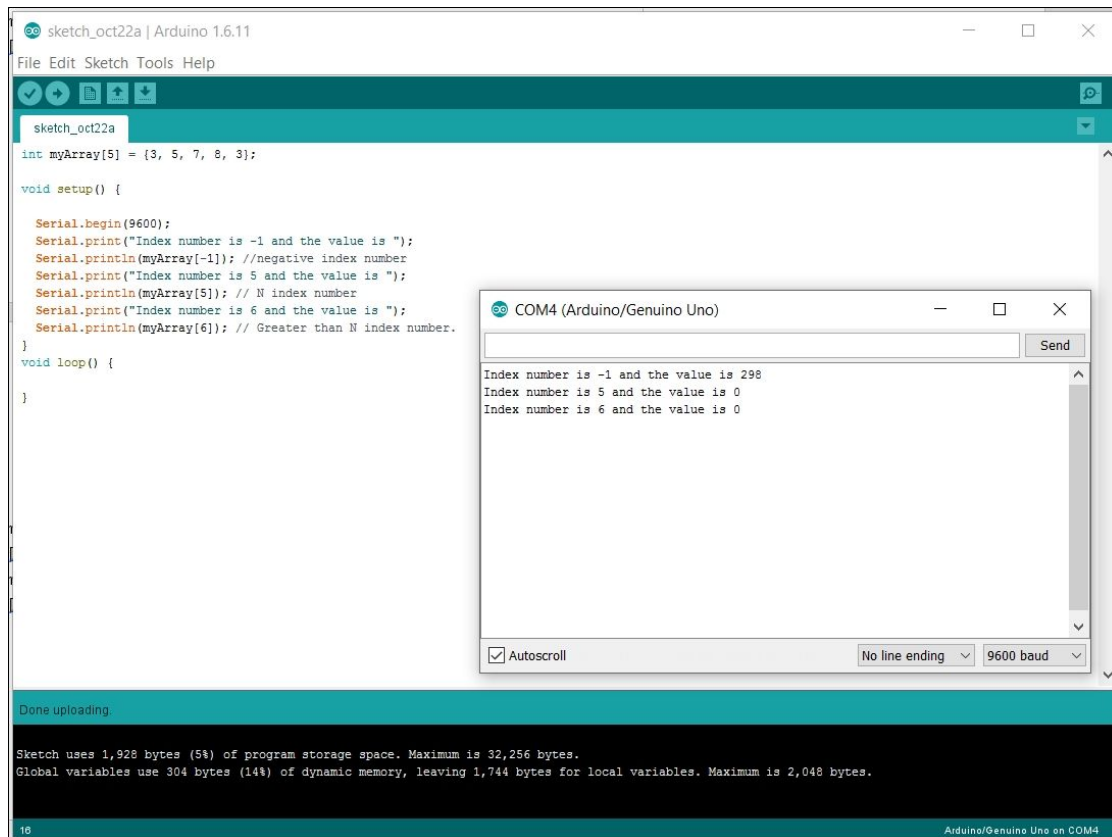 sketch_oct22a | Arduino 1.6.11
File Edit Sketch Tools Help
sketch_oct22a
int myArray[5] = {3, 5, 7, 8, 3};
void setup() {
Serial.begin(9600);
Serial.print("Index number is -1 and the value is ");
Serial.println(myArray[-1]); //negative index number
Serial.print("Index number is 5 and the value is ");
Serial.println(myArray[5]); // N index number
Serial.print("Index number is 6 and the value is ");
Serial.println(myArray[6]); // Greater than N index number.
}
void loop() {
}
COM4 (Arduino/Genuino Uno)
Send
Index number is -1 and the value is 298
Index number is 5 and the value is 0
Index number is 6 and the value is 0
Autoscroll
No line ending
9600 baud
Done uploading.
Sketch uses 1,928 bytes (5%) of program storage space. Maximum is 32,256 bytes.
Global variables use 304 bytes (14%) of dynamic memory, leaving 1,744 bytes for local variables. Maximum is 2,048 bytes.
16
Arduino/Genuino Uno on COM4